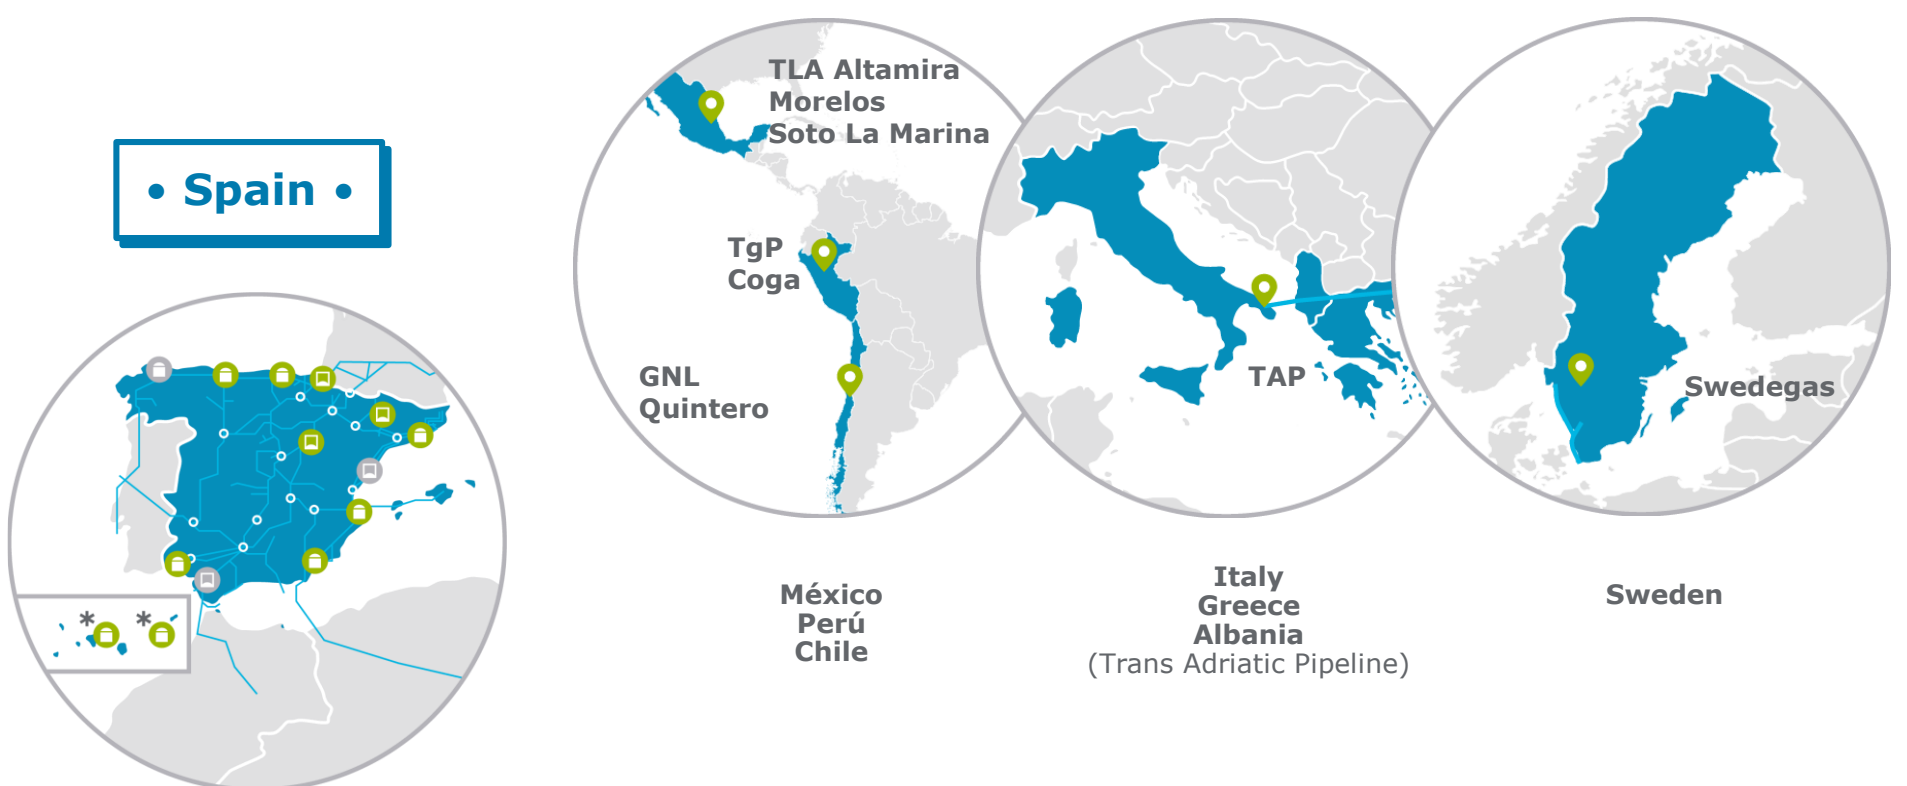 • Spain •
* *
TLA Altamira
Morelos
Soto La Marina
TgP
Coga
GNL
Quintero
TAP
Swedegas
México
Perú
Chile
Italy
Greece
Albania
(Trans Adriatic Pipeline)
Sweden